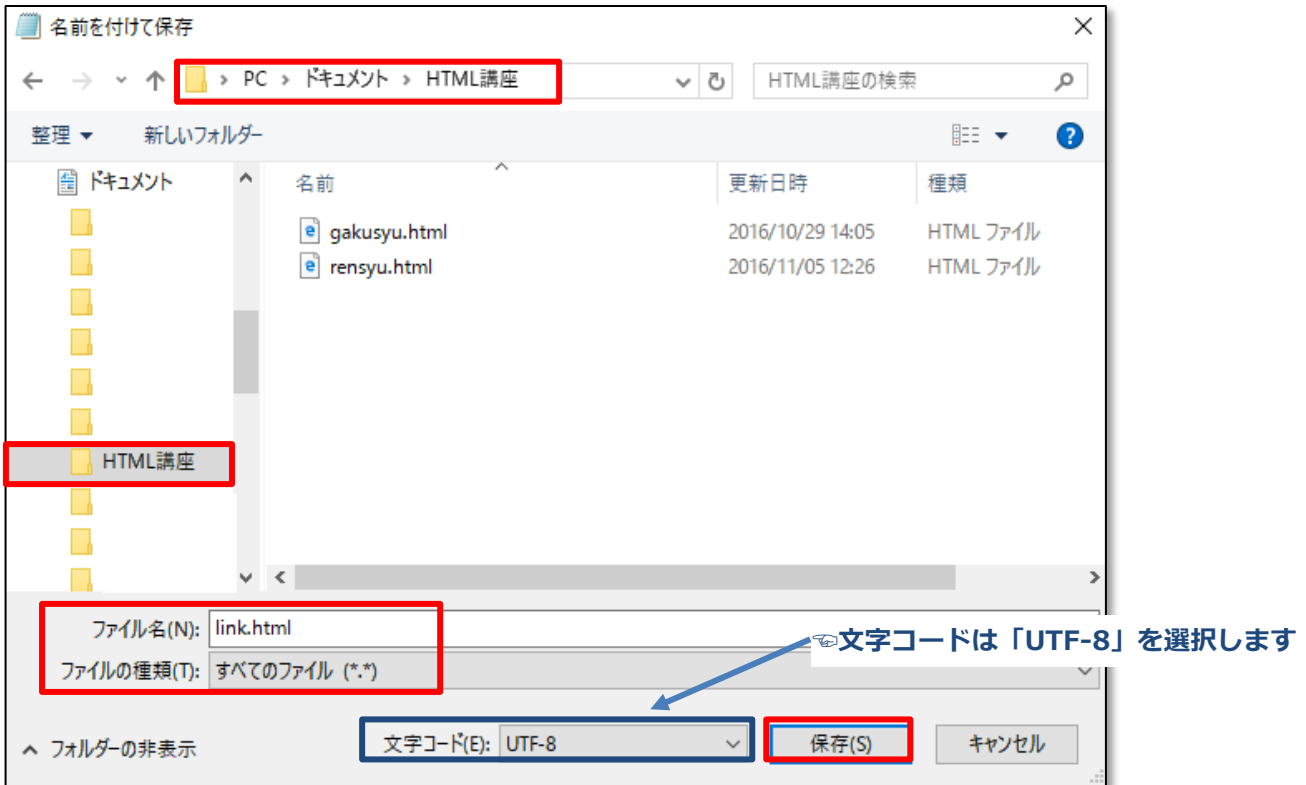 名前を付けて保存
PC > ドキュメント > HTML講座
HTML講座の検索
整理 ▼ 新しいフォルダー
ドキュメント
名前 更新日時 種類
gakusyu.html 2016/10/29 14:05 HTML ファイル
rensyu.html 2016/11/05 12:26 HTML ファイル
HTML講座
ファイル名(N): link.html
☜文字コードは「UTF-8」を選択します
ファイルの種類(T): すべてのファイル (*.*)
フォルダーの非表示 文字コード(E): UTF-8 保存(S) キャンセル